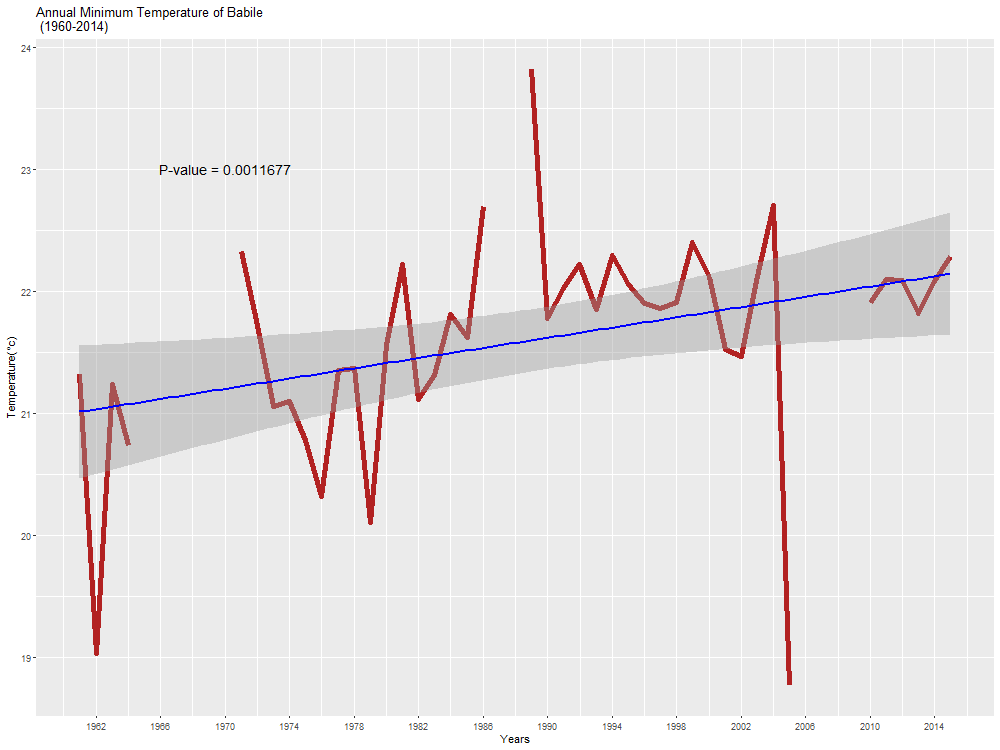 Annual Minimum Temperature of Babile
(1960-2014)
24
23
22
21
20
19
P-value = 0.0011677
Temperature(°c)
1962 1966 1970 1974 1978 1982 1986 1990 1994 1998 2002 2006 2010 2014
Years